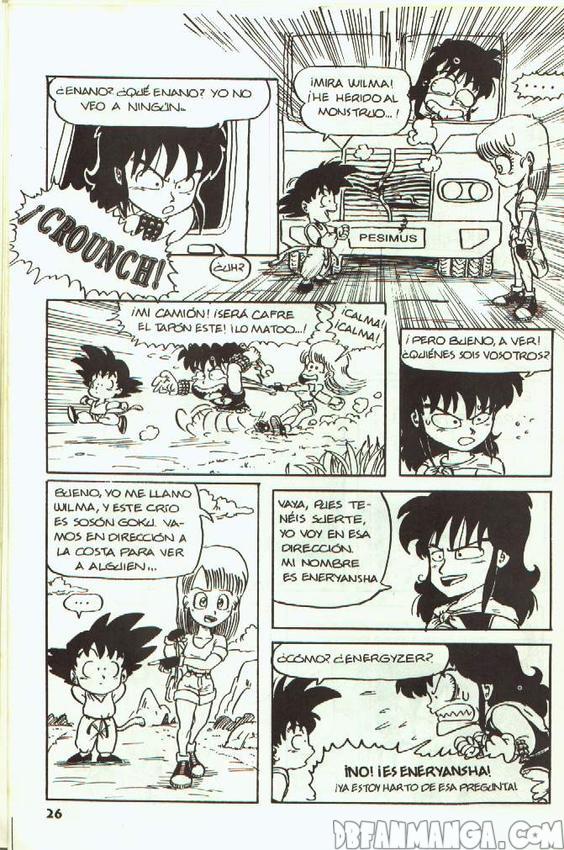 ¿ENANO? ¿QUÉ ENANO? YO NO
VEO A NINGÚN...
¡CROUNCH!
¿UH?
¡MIRA WILMA!
¡HE HERIDO AL
MONSTRUO...!
.....
PESIMUS
¡MI CAMIÓN! ¡SERÁ CAFRE
EL TAPÓN ESTE! ¡LO MATOO...!
¡CALMA!
¡CALMA!
¡PERO BUENO, A VER!
¿QUIÉNES SOIS VOSOTROS?
BUENO, YO ME LLAMO
WILMA, Y ESTE CRÍO
ES SOSÓN GOKU. VA-
MOS EN DIRECCIÓN A
LA COSTA PARA VER
A ALGUIEN...
...
VAYA, PUES TE-
NÉIS SUERTE,
YO VOY EN ESA
DIRECCIÓN.
MI NOMBRE
ES ENERYANSHA
¿CÓMO? ¿ENERGYZER?
¡NO! ¡ES ENERYANSHA!
¡YA ESTOY HARTO DE ESA PREGUNTA!
26
DBFANMANGA.COM